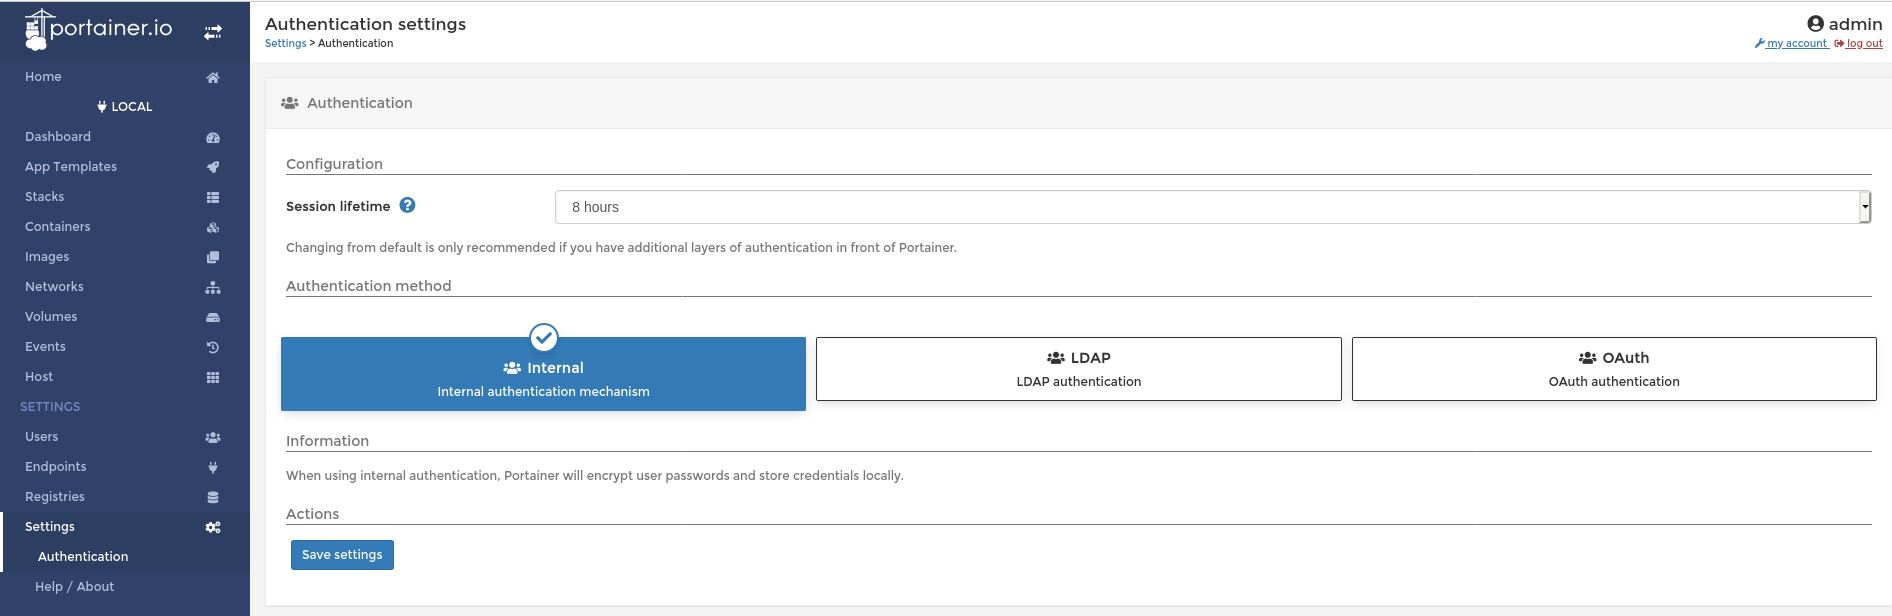 portainer.io
Home
LOCAL
Dashboard
App Templates
Stacks
Containers
Images
Networks
Volumes
Events
Host
SETTINGS
Users
Endpoints
Registries
Settings
Authentication
Help / About
Authentication settings
Settings > Authentication
admin
my account log out
Authentication
Configuration
Session lifetime ? 8 hours
Changing from default is only recommended if you have additional layers of authentication in front of Portainer.
Authentication method
Internal
Internal authentication mechanism
LDAP
LDAP authentication
OAuth
OAuth authentication
Information
When using internal authentication, Portainer will encrypt user passwords and store credentials locally.
Actions
Save settings